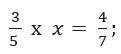 3/5 x x = 4/7;